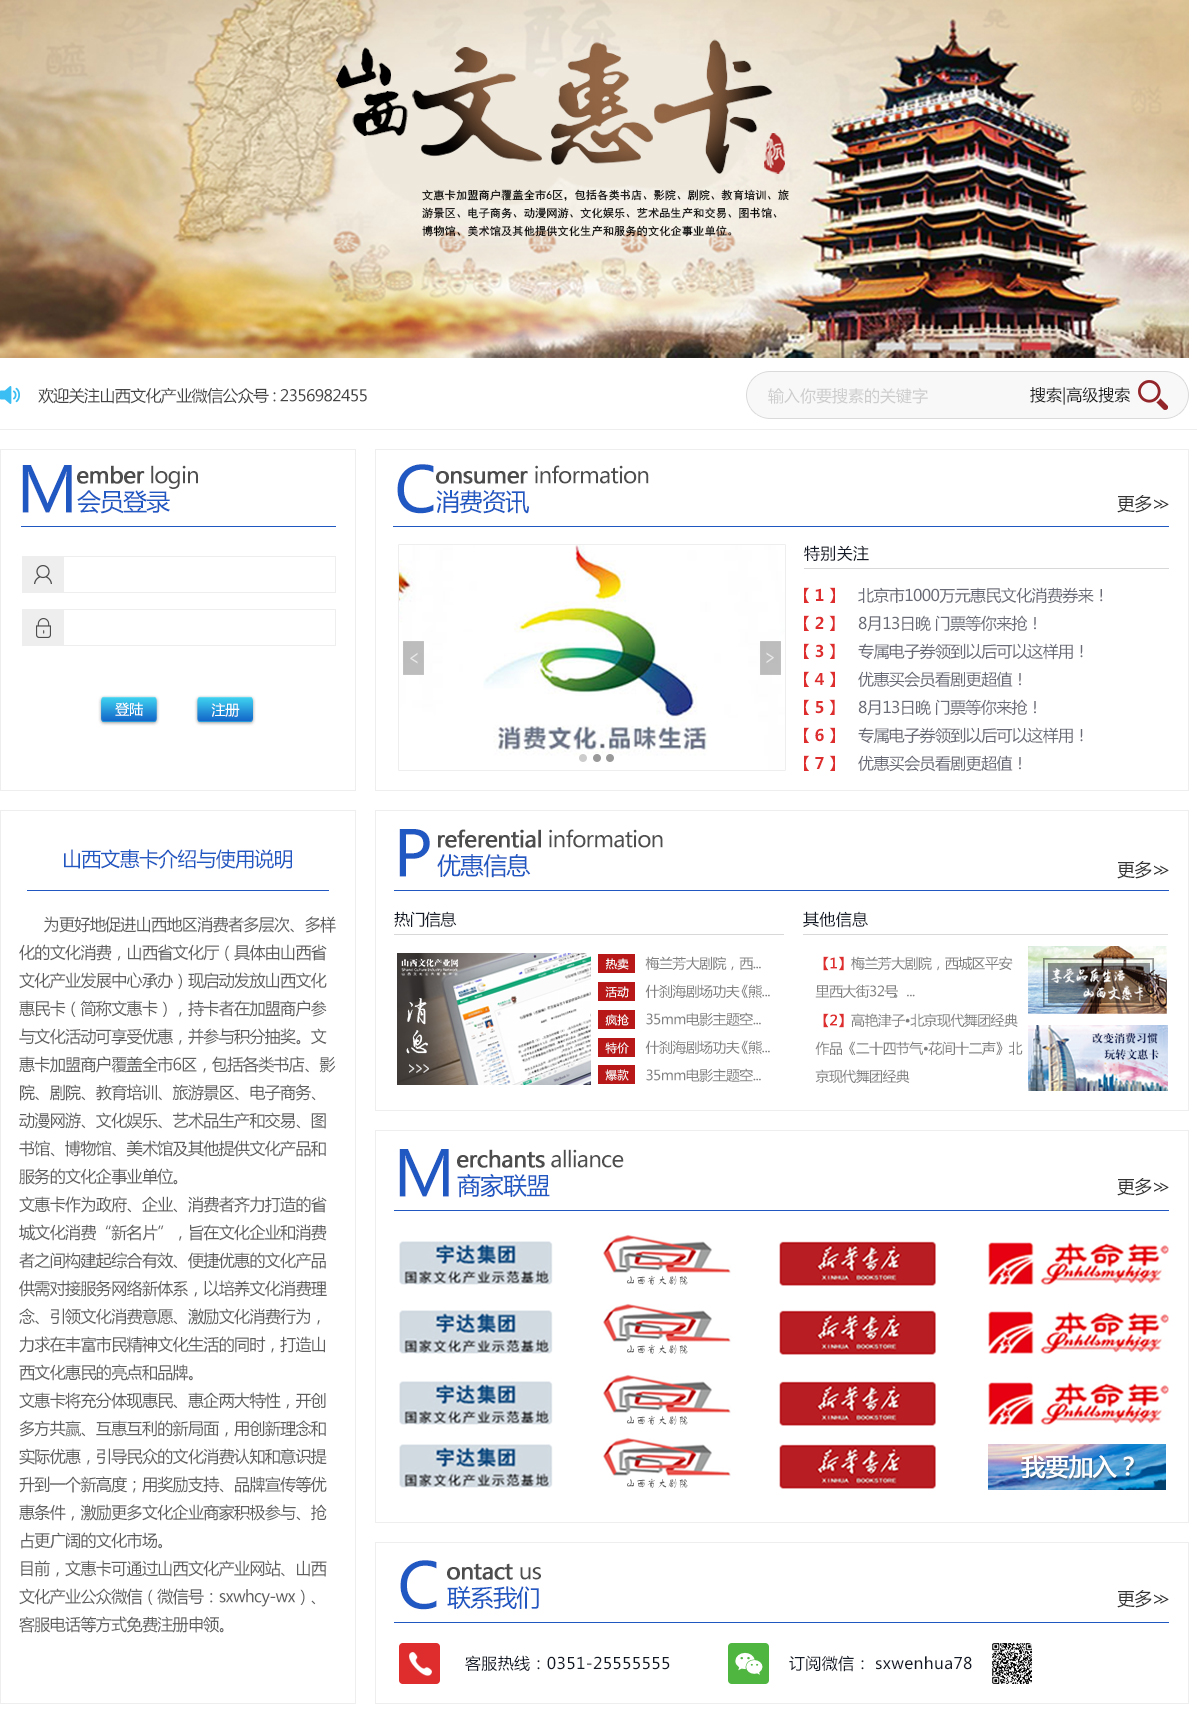 山西文惠卡
文惠卡加盟商户覆盖全市6区，包括各类书店、影院、剧院、教育培训、旅
游景区、电子商务、动漫网游、文化娱乐、艺术品生产和交易、图书馆、
博物馆、美术馆及其他提供文化生产和服务的文化企事业单位。
欢迎关注山西文化产业微信公众号 : 2356982455
输入你要搜素的关键字
搜索|高级搜索
Member login
会员登录
登陆
注册
Consumer information
消费资讯
更多>>
消费文化.品味生活
<
>
特别关注
【 1 】 北京市1000万元惠民文化消费券来！
【 2 】 8月13日晚 门票等你来抢！
【 3 】 专属电子券领到以后可以这样用！
【 4 】 优惠买会员看剧更超值！
【 5 】 8月13日晚 门票等你来抢！
【 6 】 专属电子券领到以后可以这样用！
【 7 】 优惠买会员看剧更超值！
山西文惠卡介绍与使用说明
为更好地促进山西地区消费者多层次、多样
化的文化消费，山西省文化厅（具体由山西省
文化产业发展中心承办）现启动发放山西文化
惠民卡（简称文惠卡），持卡者在加盟商户参
与文化活动可享受优惠，并参与积分抽奖。文
惠卡加盟商户覆盖全市6区，包括各类书店、影
院、剧院、教育培训、旅游景区、电子商务、
动漫网游、文化娱乐、艺术品生产和交易、图
书馆、博物馆、美术馆及其他提供文化产品和
服务的文化企事业单位。
文惠卡作为政府、企业、消费者齐力打造的省
城文化消费“新名片”，旨在文化企业和消费
者之间构建起综合有效、便捷优惠的文化产品
供需对接服务网络新体系，以培养文化消费理
念、引领文化消费意愿、激励文化消费行为，
力求在丰富市民精神文化生活的同时，打造山
西文化惠民的亮点和品牌。
文惠卡将充分体现惠民、惠企两大特性，开创
多方共赢、互惠互利的新局面，用创新理念和
实际优惠，引导民众的文化消费认知和意识提
升到一个新高度；用奖励支持、品牌宣传等优
惠条件，激励更多文化企业商家积极参与、抢
占更广阔的文化市场。
目前，文惠卡可通过山西文化产业网站、山西
文化产业公众微信（微信号：sxwhcy-wx）、
客服电话等方式免费注册申领。
Preferential information
优惠信息
更多>>
热门信息
山西文化产业网
消息
>>>
热卖 梅兰芳大剧院，西...
活动 什刹海剧场功夫《熊...
疯抢 35mm电影主题空...
特价 什刹海剧场功夫《熊...
爆款 35mm电影主题空...
其他信息
【1】梅兰芳大剧院，西城区平安
里西大街32号，...
【2】高艳津子•北京现代舞团经典
作品《二十四节气•花间十二声》北
京现代舞团经典
享受品质生活
山西文惠卡
改变消费习惯
玩转文惠卡
Merchants alliance
商家联盟
更多>>
宇达集团
国家文化产业示范基地
山西省大剧院
新华书店
XINHUA BOOKSTORE
本命年
Jnhllsmyhjgz
宇达集团
国家文化产业示范基地
山西省大剧院
新华书店
XINHUA BOOKSTORE
本命年
Jnhllsmyhjgz
宇达集团
国家文化产业示范基地
山西省大剧院
新华书店
XINHUA BOOKSTORE
本命年
Jnhllsmyhjgz
宇达集团
国家文化产业示范基地
山西省大剧院
新华书店
XINHUA BOOKSTORE
我要加入？
Contact us
联系我们
更多>>
客服热线：0351-25555555
订阅微信： sxwenhua78